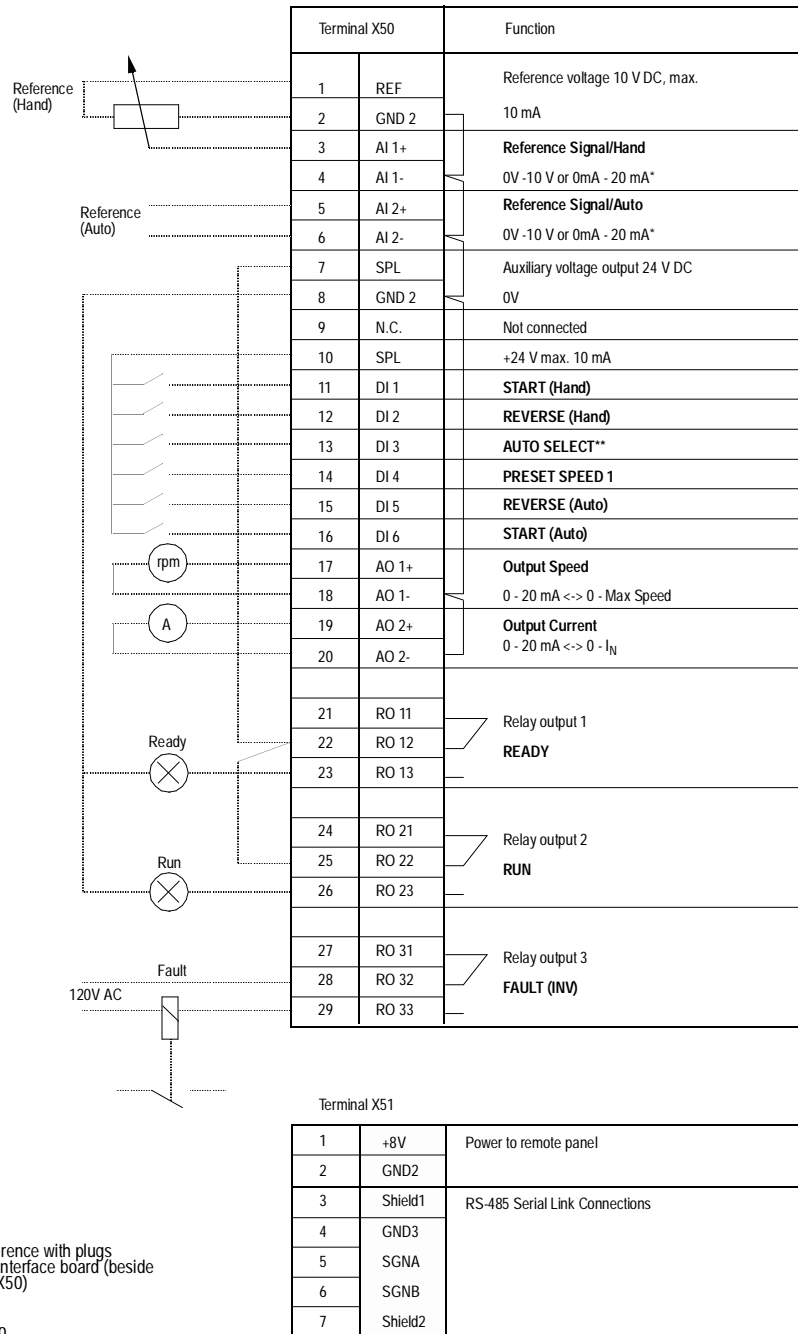 Terminal X50 Function
Reference
(Hand)
1 REF Reference voltage 10 V DC, max.
2 GND 2 10 mA
3 AI 1+ Reference Signal/Hand
4 AI 1- 0V -10 V or 0mA - 20 mA*
Reference
(Auto)
5 AI 2+ Reference Signal/Auto
6 AI 2- 0V -10 V or 0mA - 20 mA*
7 SPL Auxiliary voltage output 24 V DC
8 GND 2 0V
9 N.C. Not connected
10 SPL +24 V max. 10 mA
11 DI 1 START (Hand)
12 DI 2 REVERSE (Hand)
13 DI 3 AUTO SELECT**
14 DI 4 PRESET SPEED 1
15 DI 5 REVERSE (Auto)
16 DI 6 START (Auto)
rpm 17 AO 1+ Output Speed
18 AO 1- 0 - 20 mA <-> 0 - Max Speed
A 19 AO 2+ Output Current
20 AO 2- 0 - 20 mA <-> 0 - IN
21 RO 11 Relay output 1
Ready 22 RO 12 READY
23 RO 13
24 RO 21 Relay output 2
Run 25 RO 22 RUN
26 RO 23
27 RO 31 Relay output 3
Fault 28 RO 32 FAULT (INV)
120V AC 29 RO 33
Terminal X51
1 +8V Power to remote panel
2 GND2
3 Shield1 RS-485 Serial Link Connections
4 GND3
5 SGNA
6 SGNB
7 Shield2
rence with plugs
nterface board (beside
X50)